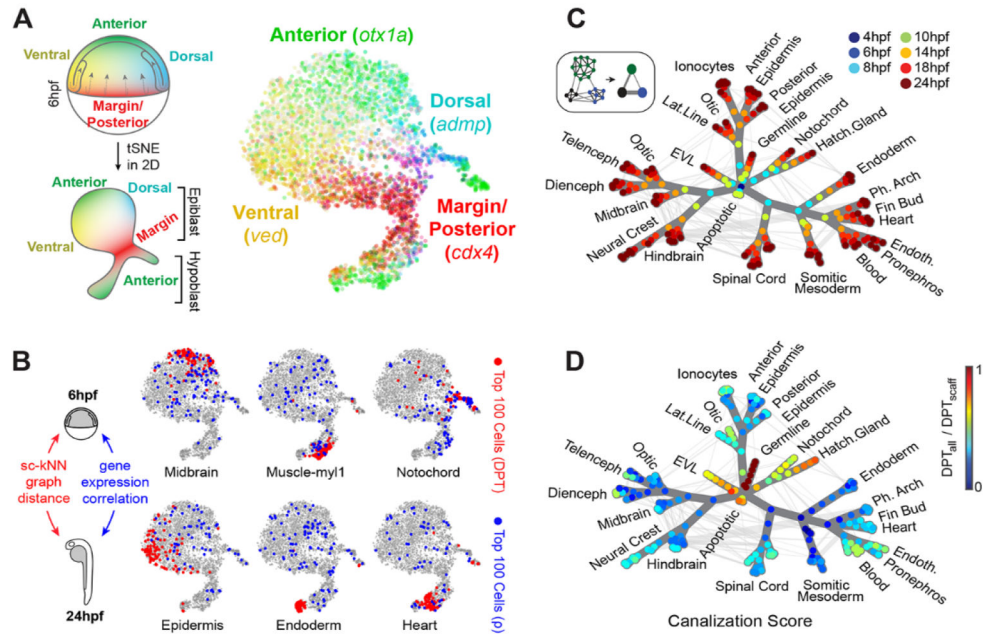 A
Anterior
Ventral
Dorsal
6hpf
Margin/
Posterior
tSNE
in 2D
Anterior
Dorsal
Ventral
Margin
Anterior
Epiblast
Hypoblast
Anterior (otx1a)
Dorsal
(admp)
Ventral
(ved)
Margin/
Posterior
(cdx4)
B
6hpf
sc-kNN
graph
distance
gene
expression
correlation
24hpf
Midbrain
Muscle-myl1
Notochord
Epidermis
Endoderm
Heart
Top 100 Cells (DPT)
Top 100 Cells (ρ)
C
4hpf
6hpf
8hpf
10hpf
14hpf
18hpf
24hpf
Ionocytes
Anterior
Epidermis
Posterior
Epidermis
Otic
Lat.Line
Germline
Notochord
Hatch.Gland
EVL
Optic
Telenceph
Dienceph
Midbrain
Neural Crest
Hindbrain
Apoptotic
Spinal Cord
Somitic
Mesoderm
Endoderm
Ph. Arch
Fin Bud
Heart
Endoth.
Pronephros
Blood
D
Ionocytes
Anterior
Epidermis
Posterior
Epidermis
Otic
Lat.Line
Germline
Notochord
Hatch.Gland
EVL
Optic
Telenceph
Dienceph
Midbrain
Neural Crest
Hindbrain
Apoptotic
Spinal Cord
Somitic
Mesoderm
Endoderm
Ph. Arch
Fin Bud
Heart
Endoth.
Pronephros
Blood
1
0
DPTall / DPTscaff
Canalization Score